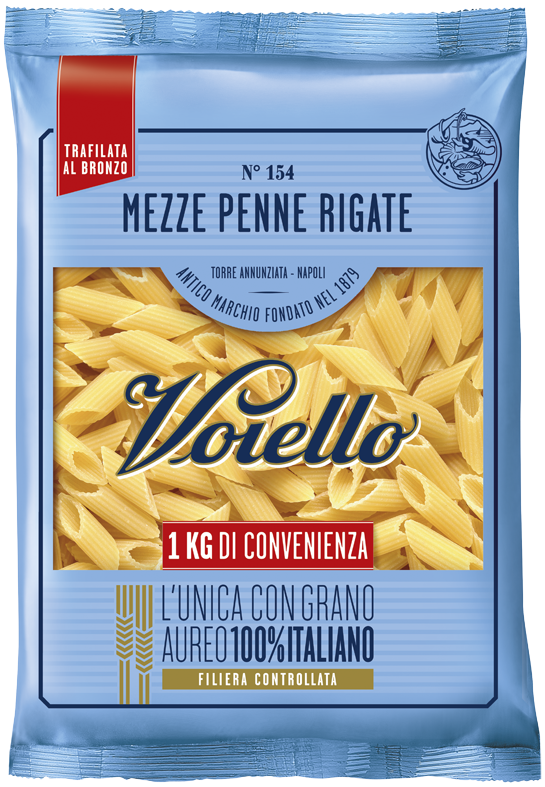 TRAFILATA
AL BRONZO
N° 154
MEZZE PENNE RIGATE
TORRE ANNUNZIATA - NAPOLI
ANTICO MARCHIO FONDATO NEL 1879
Voiello
1 KG DI CONVENIENZA
L'UNICA CON GRANO
AUREO 100% ITALIANO
FILIERA CONTROLLATA